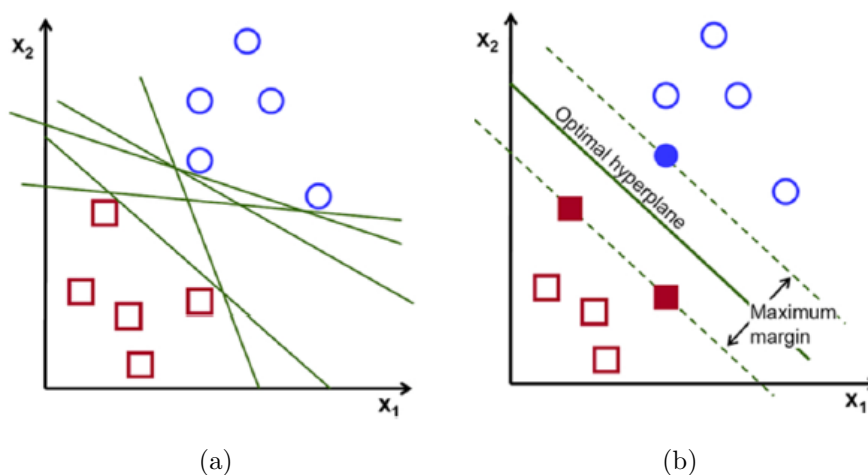 X2
X1
(a)
X2
Optimal hyperplane
Maximum
margin
X1
(b)